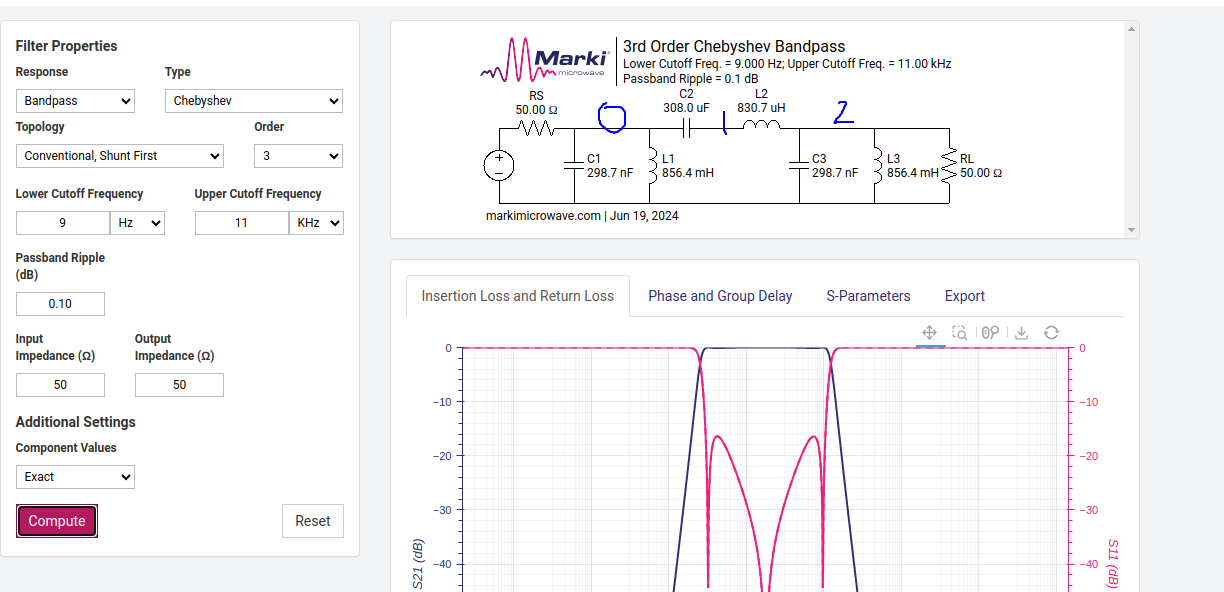 Filter Properties
Response Type
Bandpass Chebyshev
Topology Order
Conventional, Shunt First 3
Lower Cutoff Frequency Upper Cutoff Frequency
9 Hz 11 KHz
Passband Ripple
(dB)
0.10
Input Output
Impedance (Ω) Impedance (Ω)
50 50
Additional Settings
Component Values
Exact
Compute Reset
Marki
microwave
3rd Order Chebyshev Bandpass
Lower Cutoff Freq. = 9.000 Hz; Upper Cutoff Freq. = 11.00 kHz
Passband Ripple = 0.1 dB
RS C2 L2
50.00 Ω 308.0 uF 830.7 uH
0 1 2
+
−
C1 L1 C3 L3 RL
298.7 nF 856.4 mH 298.7 nF 856.4 mH 50.00 Ω
markimicrowave.com | Jun 19, 2024
Insertion Loss and Return Loss Phase and Group Delay S-Parameters Export
0 0
−10 −10
−20 −20
−30 −30
−40 −40
S21 (dB) S11 (dB)